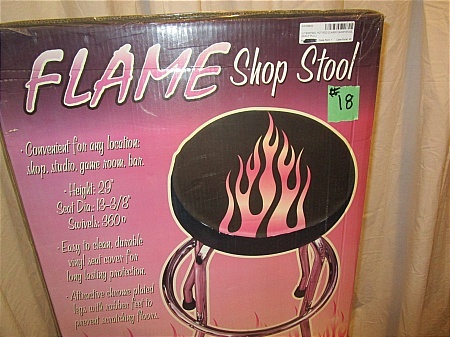 FLAME Shop Stool
# 18
• Convenient for any location:
shop, studio, game room, bar.
• Height: 29"
Seat Dia.: 13-3/8"
Swivels: 360°
• Easy to clean, durable
vinyl seat cover for
long lasting protection.
• Attractive chrome plated
legs with rubber feet to
prevent scratching floors.